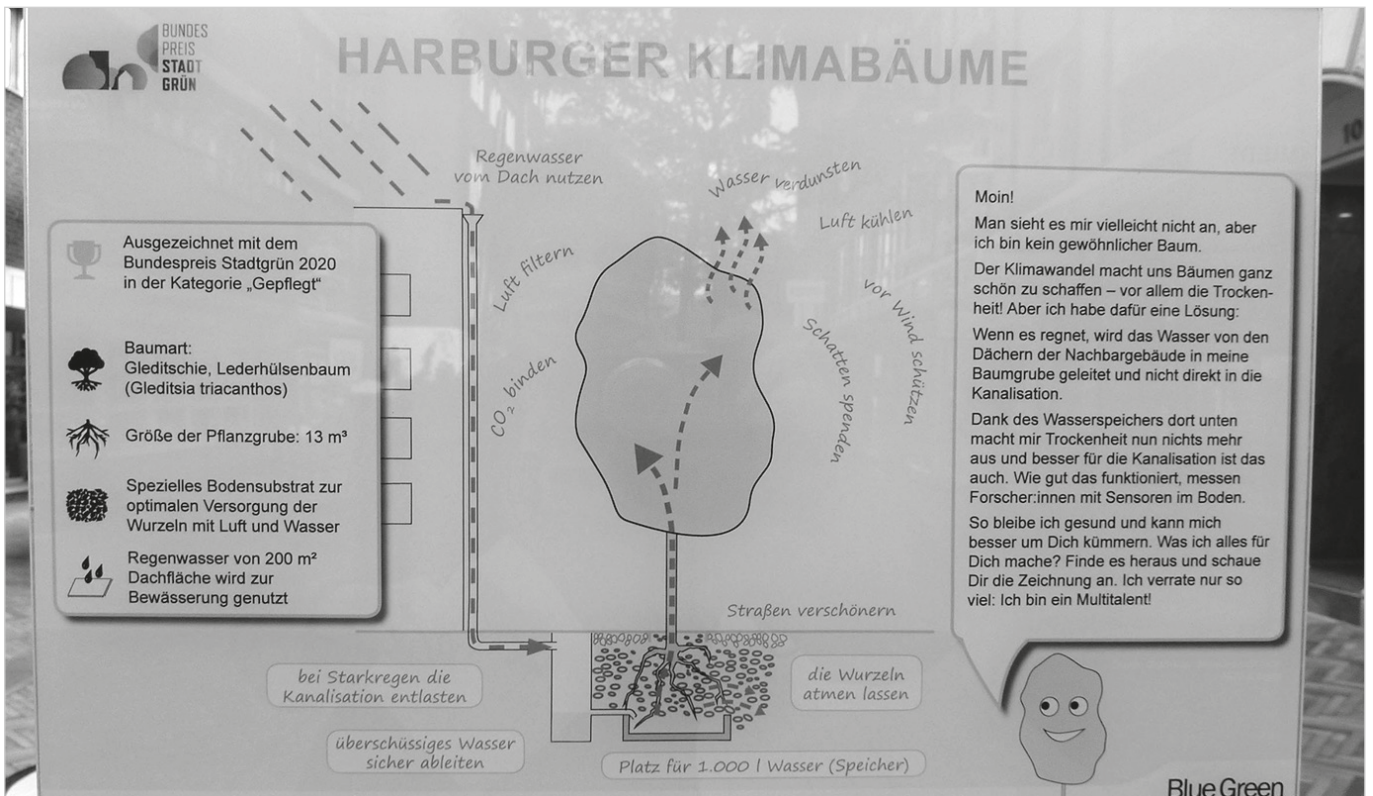 BUNDES
PREIS
STADT
GRÜN
HARBURGER KLIMABÄUME
Regenwasser
vom Dach nutzen
Wasser verdunsten
Luft kühlen
Luft filtern
vor Wind schützen
Schatten spenden
CO₂ binden
Ausgezeichnet mit dem
Bundespreis Stadtgrün 2020
in der Kategorie „Gepflegt“
Baumart:
Gleditschie, Lederhülsenbaum
(Gleditsia triacanthos)
Größe der Pflanzgrube: 13 m³
Spezielles Bodensubstrat zur
optimalen Versorgung der
Wurzeln mit Luft und Wasser
Regenwasser von 200 m²
Dachfläche wird zur
Bewässerung genutzt
Moin!
Man sieht es mir vielleicht nicht an, aber
ich bin kein gewöhnlicher Baum.
Der Klimawandel macht uns Bäumen ganz
schön zu schaffen – vor allem die Trocken-
heit! Aber ich habe dafür eine Lösung:
Wenn es regnet, wird das Wasser von den
Dächern der Nachbargebäude in meine
Baumgrube geleitet und nicht direkt in die
Kanalisation.
Dank des Wasserspeichers dort unten
macht mir Trockenheit nun nichts mehr
aus und besser für die Kanalisation ist das
auch. Wie gut das funktioniert, messen
Forscher:innen mit Sensoren im Boden.
So bleibe ich gesund und kann mich
besser um Dich kümmern. Was ich alles für
Dich mache? Finde es heraus und schaue
Dir die Zeichnung an. Ich verrate nur so
viel: Ich bin ein Multitalent!
Straßen verschönern
bei Starkregen die
Kanalisation entlasten
die Wurzeln
atmen lassen
überschüssiges Wasser
sicher ableiten
Platz für 1.000 l Wasser (Speicher)
BlueGreen
10